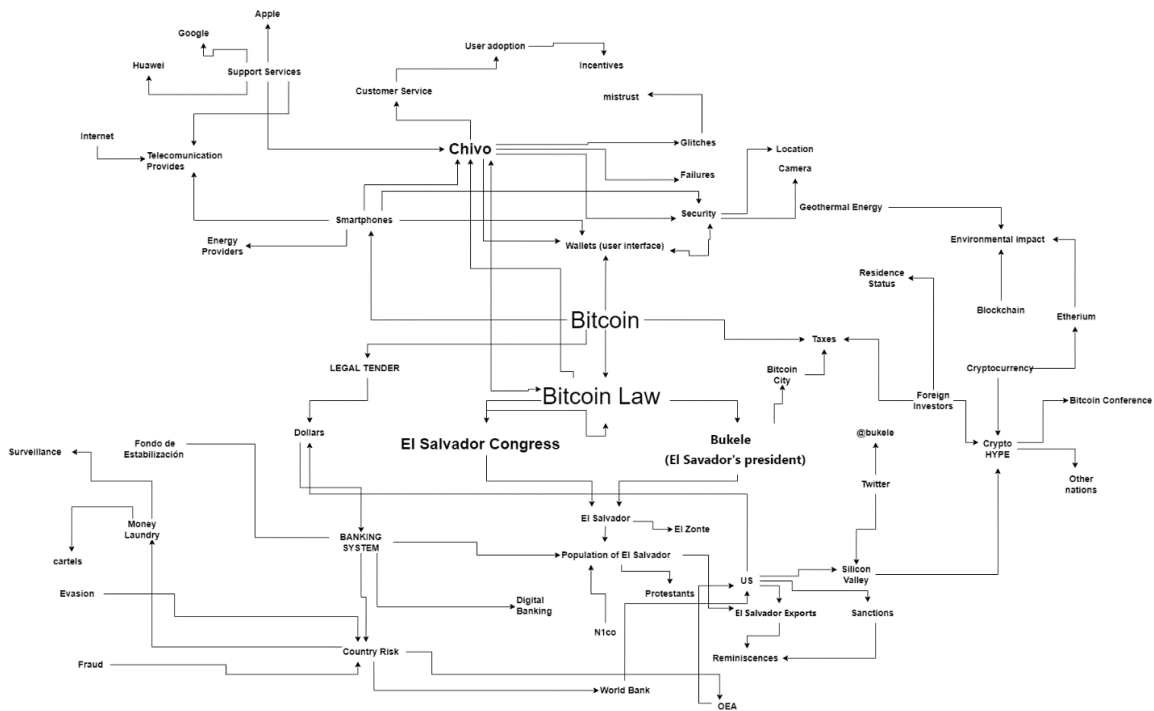 Apple
Google
User adoption
Huawei
Support Services
Incentives
Customer Service
mistrust
Internet
Telecomunication
Provides
Chivo
Glitches
Location
Camera
Failures
Smartphones
Security
Geothermal Energy
Energy
Providers
Wallets (user interface)
Environmental impact
Residence
Status
Blockchain
Etherium
Bitcoin
Taxes
LEGAL TENDER
Bitcoin
City
Cryptocurrency
Bitcoin Law
Foreign
Investors
Bitcoin Conference
Dollars
El Salvador Congress
Bukele
(El Savador's president)
@bukele
Crypto
HYPE
Surveillance
Fondo de
Estabilización
Twitter
Other
nations
Money
Laundry
El Salvador
El Zonte
BANKING
SYSTEM
Population of El Salvador
cartels
Silicon
Valley
US
Evasion
Protestants
Digital
Banking
El Salvador Exports
Sanctions
N1co
Country Risk
Reminiscences
Fraud
World Bank
OEA